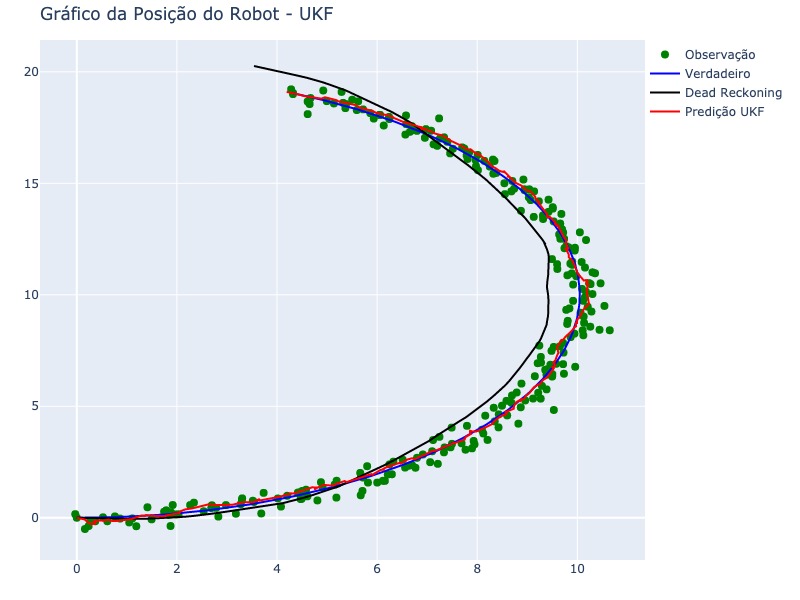 Gráfico da Posição do Robot - UKF
Observação
Verdadeiro
Dead Reckoning
Predição UKF
20
15
10
5
0
0 2 4 6 8 10